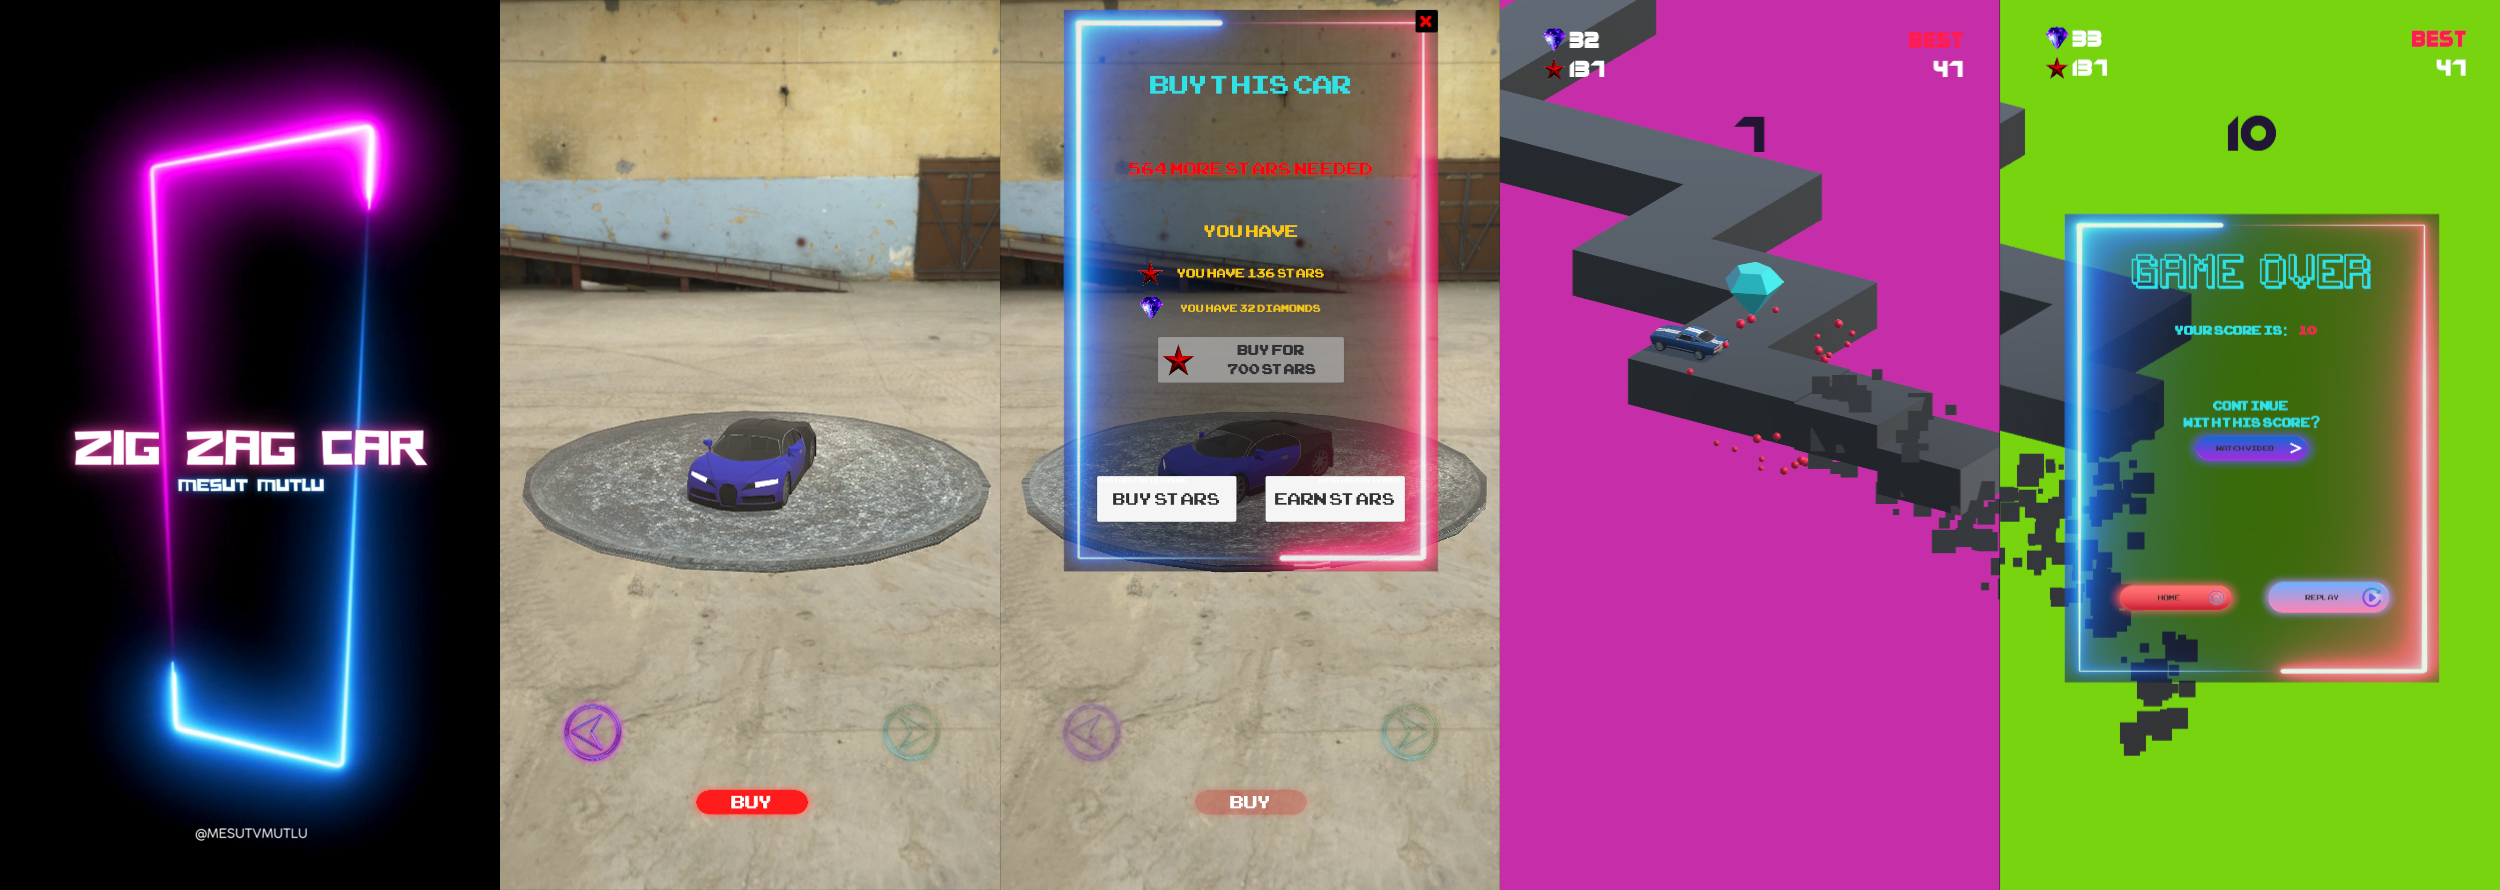 ZIG ZAG CAR
MESUT MUTLU
@MESUTVMUTLU
BUY
BUY THIS CAR
564 MORE STARS NEEDED
YOU HAVE
YOU HAVE 136 STARS
YOU HAVE 32 DIAMONDS
BUY FOR
700 STARS
BUY STARS
EARN STARS
BUY
32
137
BEST
47
7
33
137
BEST
47
10
GAME OVER
YOUR SCORE IS: 10
CONTINUE
WITH THIS SCORE?
WATCH VIDEO
HOME
REPLAY